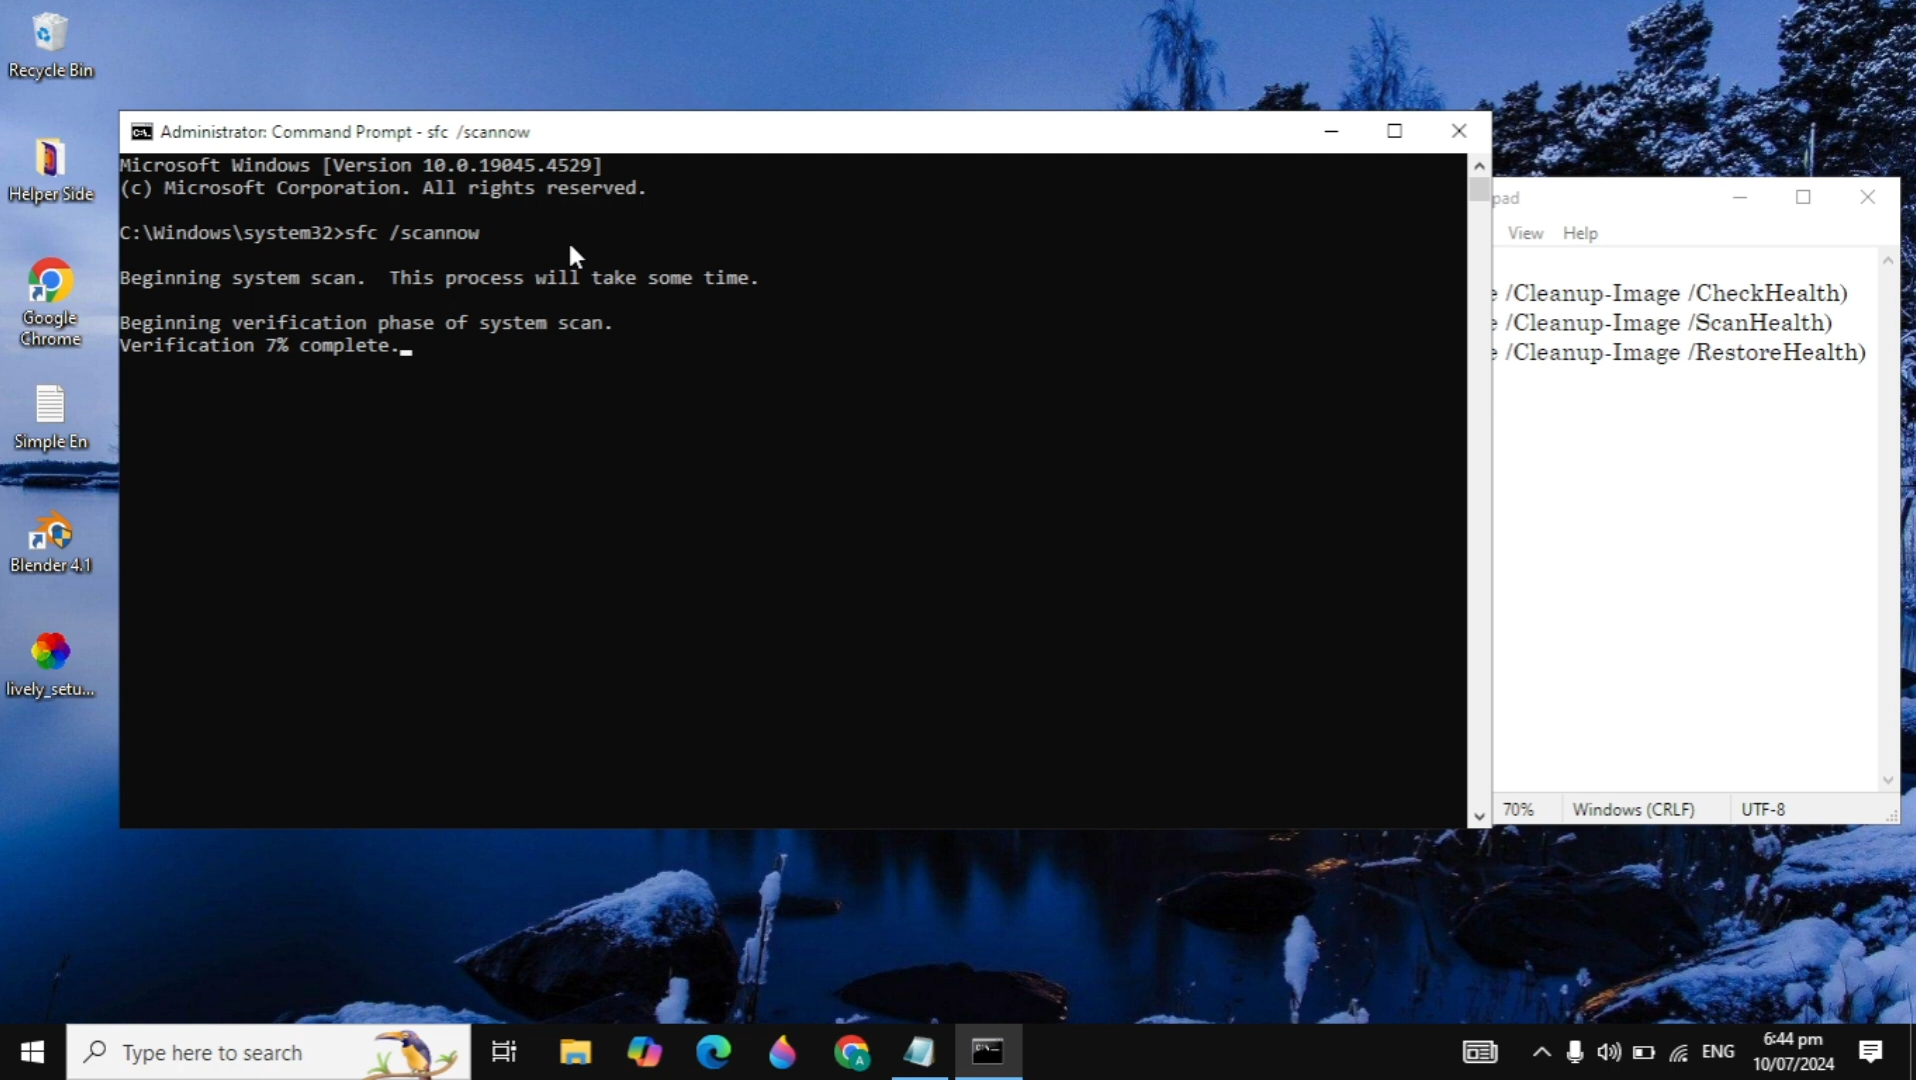 Recycle Bin
Helper Side
Google
Chrome
Simple En
Blender 4.1
lively_setu...
Administrator: Command Prompt - sfc /scannow
Microsoft Windows [Version 10.0.19045.4529]
(c) Microsoft Corporation. All rights reserved.
C:\Windows\system32>sfc /scannow
Beginning system scan.  This process will take some time.
Beginning verification phase of system scan.
Verification 7% complete.
pad
View Help
e /Cleanup-Image /CheckHealth)
e /Cleanup-Image /ScanHealth)
e /Cleanup-Image /RestoreHealth)
70% Windows (CRLF) UTF-8
Type here to search
A
ENG
6:44 pm
10/07/2024